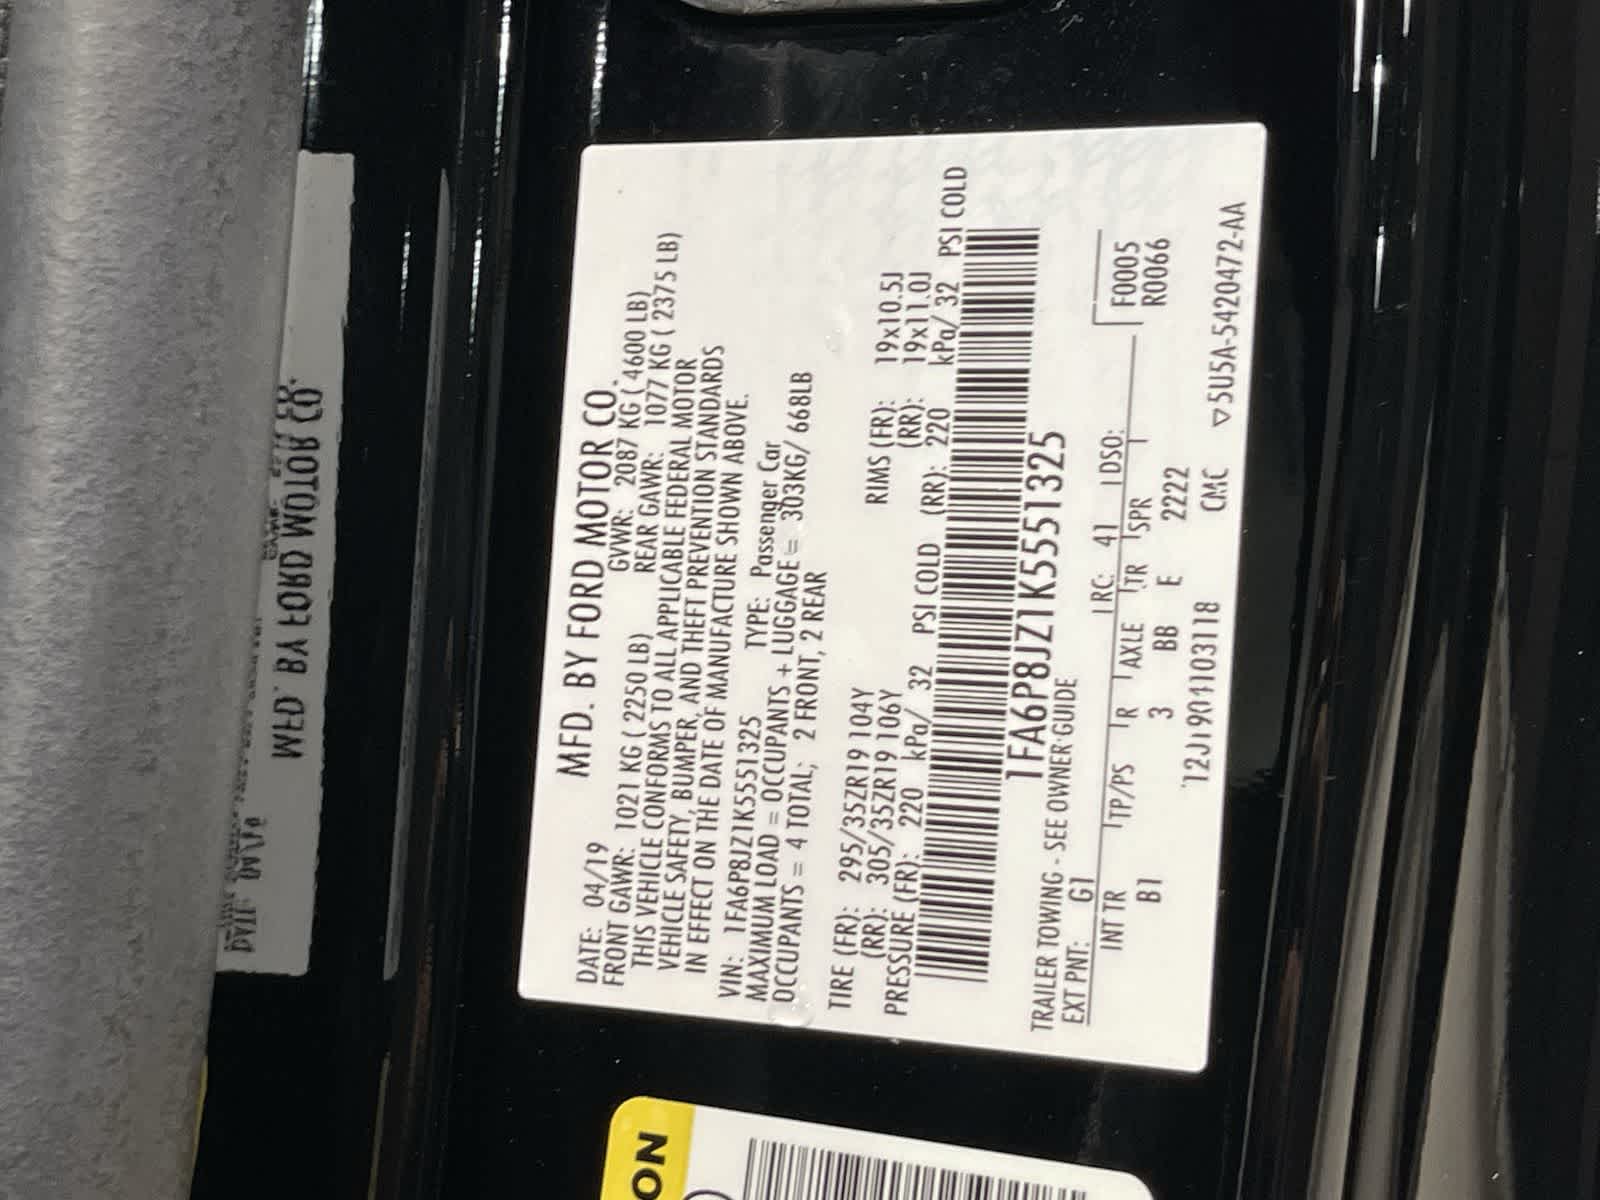 MFD. BY FORD MOTOR CO.
DATE: 04/19 GVWR: 2087 KG ( 4600 LB)
FRONT GAWR: 1021 KG ( 2250 LB) REAR GAWR: 1077 KG ( 2375 LB)
THIS VEHICLE CONFORMS TO ALL APPLICABLE FEDERAL MOTOR
VEHICLE SAFETY, BUMPER, AND THEFT PREVENTION STANDARDS
IN EFFECT ON THE DATE OF MANUFACTURE SHOWN ABOVE.
VIN: 1FA6P8JZ1K5551325 TYPE: Passenger Car
MAXIMUM LOAD = OCCUPANTS + LUGGAGE = 303KG/ 668LB
OCCUPANTS = 4 TOTAL; 2 FRONT, 2 REAR
TIRE (FR): 295/35ZR19 104Y RIMS (FR): 19x10.5J
(RR): 305/35ZR19 106Y (RR): 19x11.0J
PRESSURE (FR): 220 kPa/ 32 PSI COLD (RR): 220 kPa/ 32 PSI COLD
1FA6P8JZ1K5551325
TRAILER TOWING - SEE OWNER GUIDE
EXT PNT: G1 RC: 41 DSO: F0005
INT TR TP/PS R AXLE TR SPR R0066
B1 3 BB E 2222
12J1901103118 CMC ▽5U5A-5420472-AA
MFD. BY FORD MOTOR CO.
ON